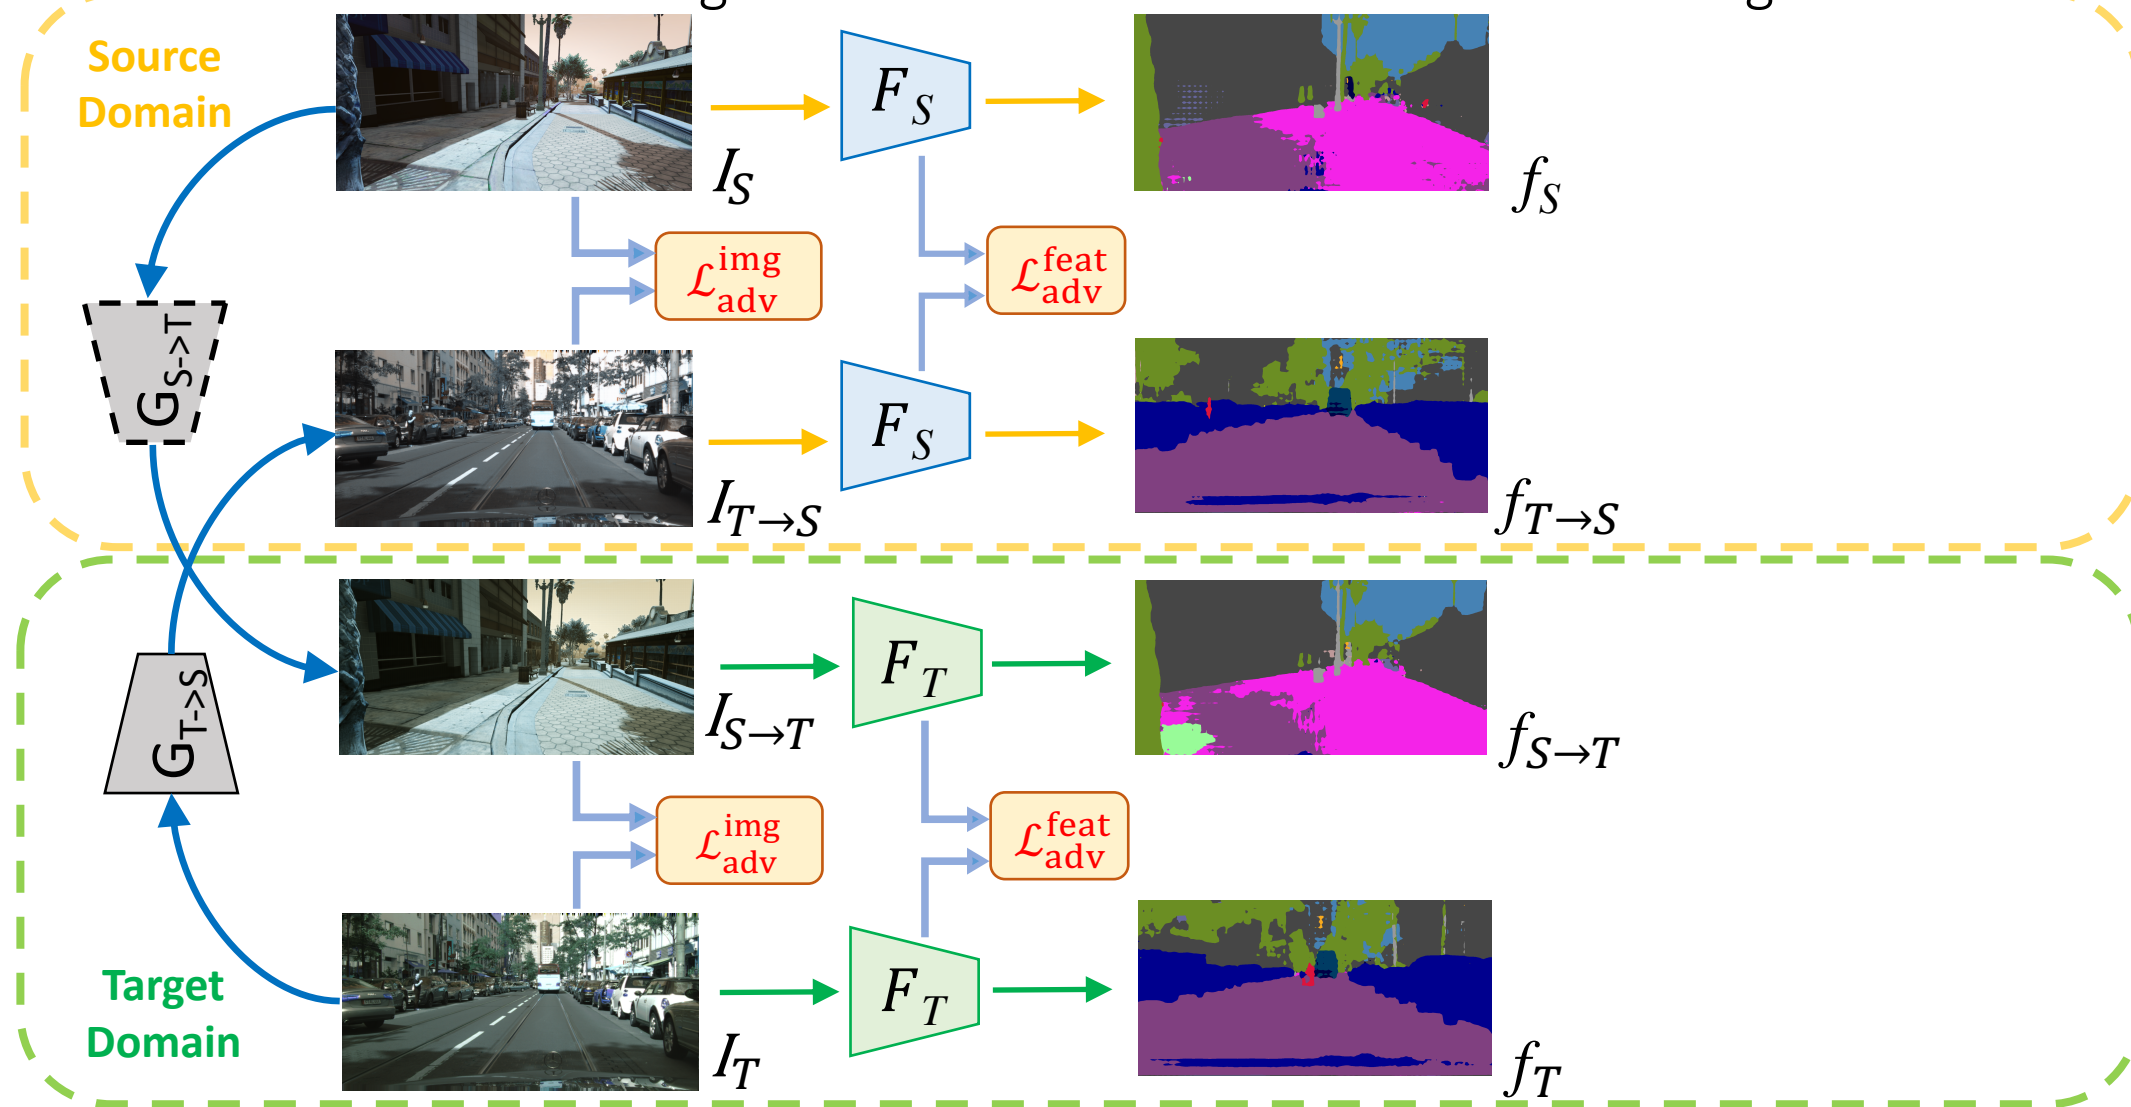 g g
Source
Domain
I_S
F_S
f_S
ℒ_adv^img
ℒ_adv^feat
G_S->T
I_T→S
F_S
f_T→S
I_S→T
F_T
f_S→T
G_T->S
ℒ_adv^img
ℒ_adv^feat
Target
Domain
I_T
F_T
f_T